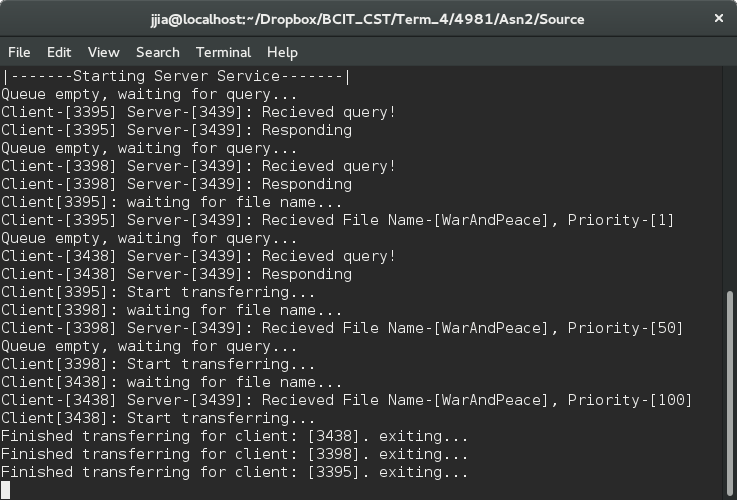 jjia@localhost:~/Dropbox/BCIT_CST/Term_4/4981/Asn2/Source
File Edit View Search Terminal Help
|-------Starting Server Service-------|
Queue empty, waiting for query...
Client-[3395] Server-[3439]: Recieved query!
Client-[3395] Server-[3439]: Responding
Queue empty, waiting for query...
Client-[3398] Server-[3439]: Recieved query!
Client-[3398] Server-[3439]: Responding
Client[3395]: waiting for file name...
Client-[3395] Server-[3439]: Recieved File Name-[WarAndPeace], Priority-[1]
Queue empty, waiting for query...
Client-[3438] Server-[3439]: Recieved query!
Client-[3438] Server-[3439]: Responding
Client[3395]: Start transferring...
Client[3398]: waiting for file name...
Client-[3398] Server-[3439]: Recieved File Name-[WarAndPeace], Priority-[50]
Queue empty, waiting for query...
Client[3398]: Start transferring...
Client[3438]: waiting for file name...
Client-[3438] Server-[3439]: Recieved File Name-[WarAndPeace], Priority-[100]
Client[3438]: Start transferring...
Finished transferring for client: [3438]. exiting...
Finished transferring for client: [3398]. exiting...
Finished transferring for client: [3395]. exiting...